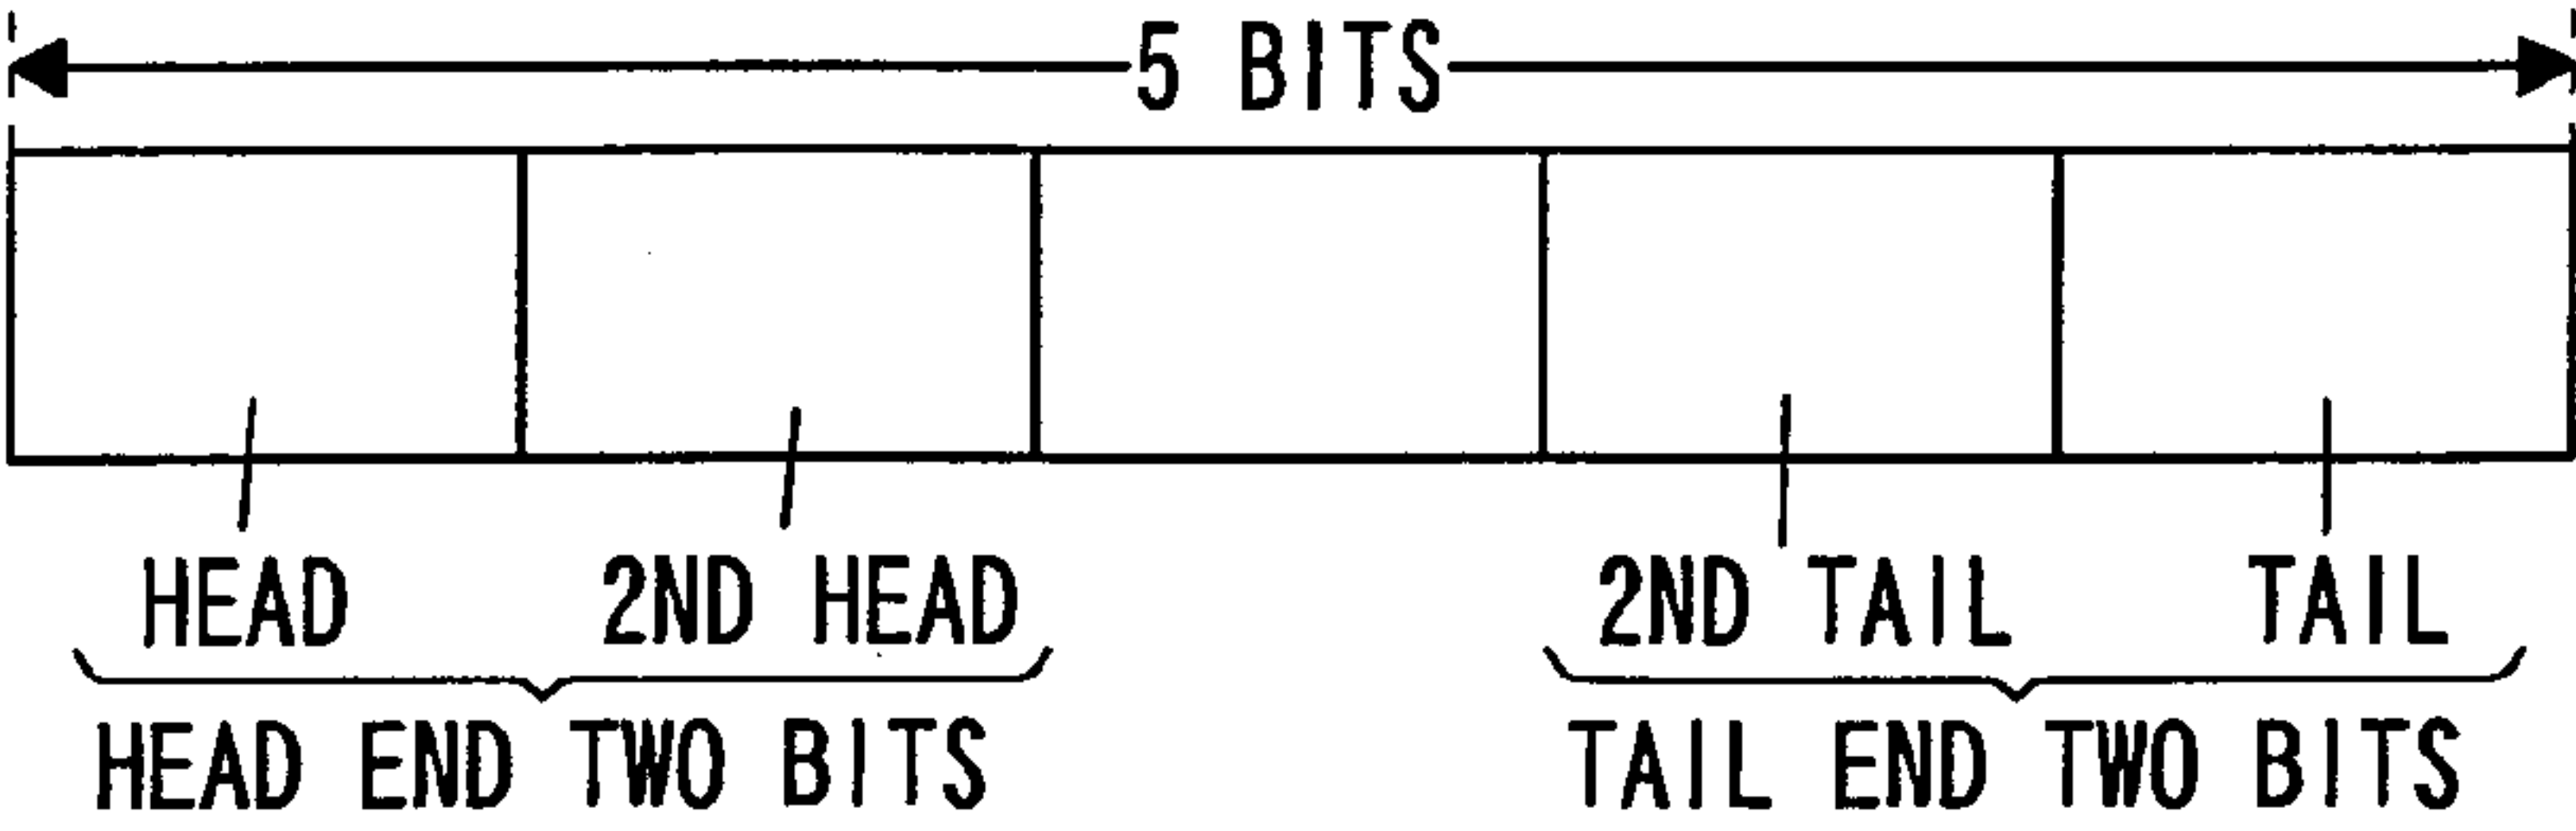 5 BITS
HEAD 2ND HEAD 2ND TAIL TAIL
HEAD END TWO BITS TAIL END TWO BITS